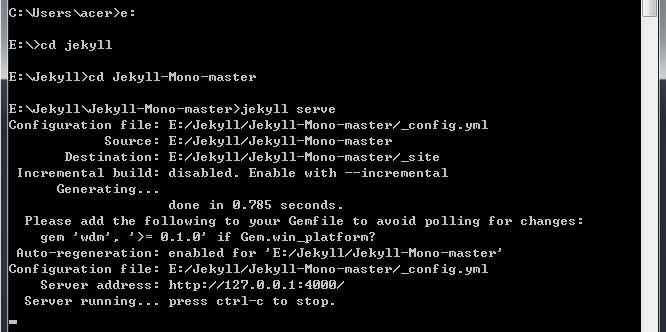 C:\Users\acer>e:
E:\>cd jekyll
E:\Jekyll>cd Jekyll-Mono-master
E:\Jekyll\Jekyll-Mono-master>jekyll serve
Configuration file: E:/Jekyll/Jekyll-Mono-master/_config.yml
Source: E:/Jekyll/Jekyll-Mono-master
Destination: E:/Jekyll/Jekyll-Mono-master/_site
Incremental build: disabled. Enable with --incremental
Generating...
done in 0.785 seconds.
Please add the following to your Gemfile to avoid polling for changes:
gem 'wdm', '>= 0.1.0' if Gem.win_platform?
Auto-regeneration: enabled for 'E:/Jekyll/Jekyll-Mono-master'
Configuration file: E:/Jekyll/Jekyll-Mono-master/_config.yml
Server address: http://127.0.0.1:4000/
Server running... press ctrl-c to stop.